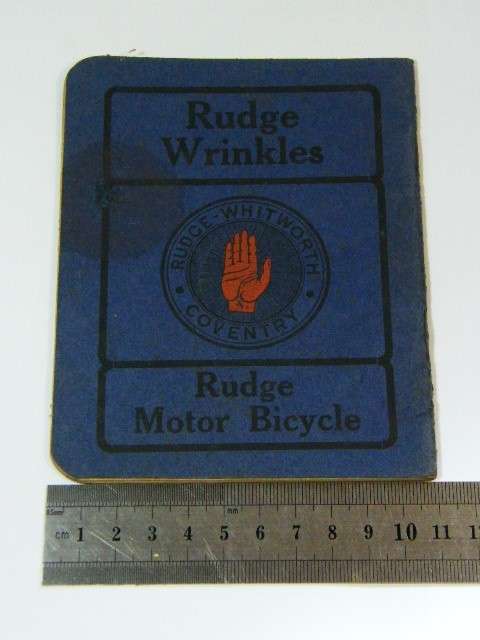 Rudge
Wrinkles
RUDGE-WHITWORTH
COVENTRY
Rudge
Motor Bicycle
mm
cm 1 2 3 4 5 6 7 8 9 10 11